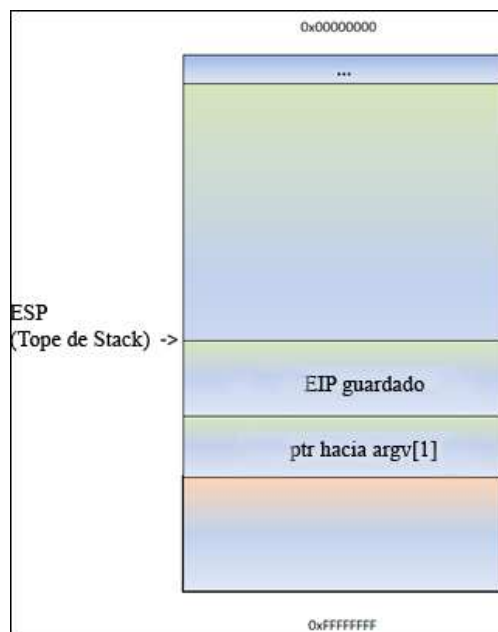 0x00000000
...
ESP
(Tope de Stack) ->
EIP guardado
ptr hacia argv[1]
0xFFFFFFFF